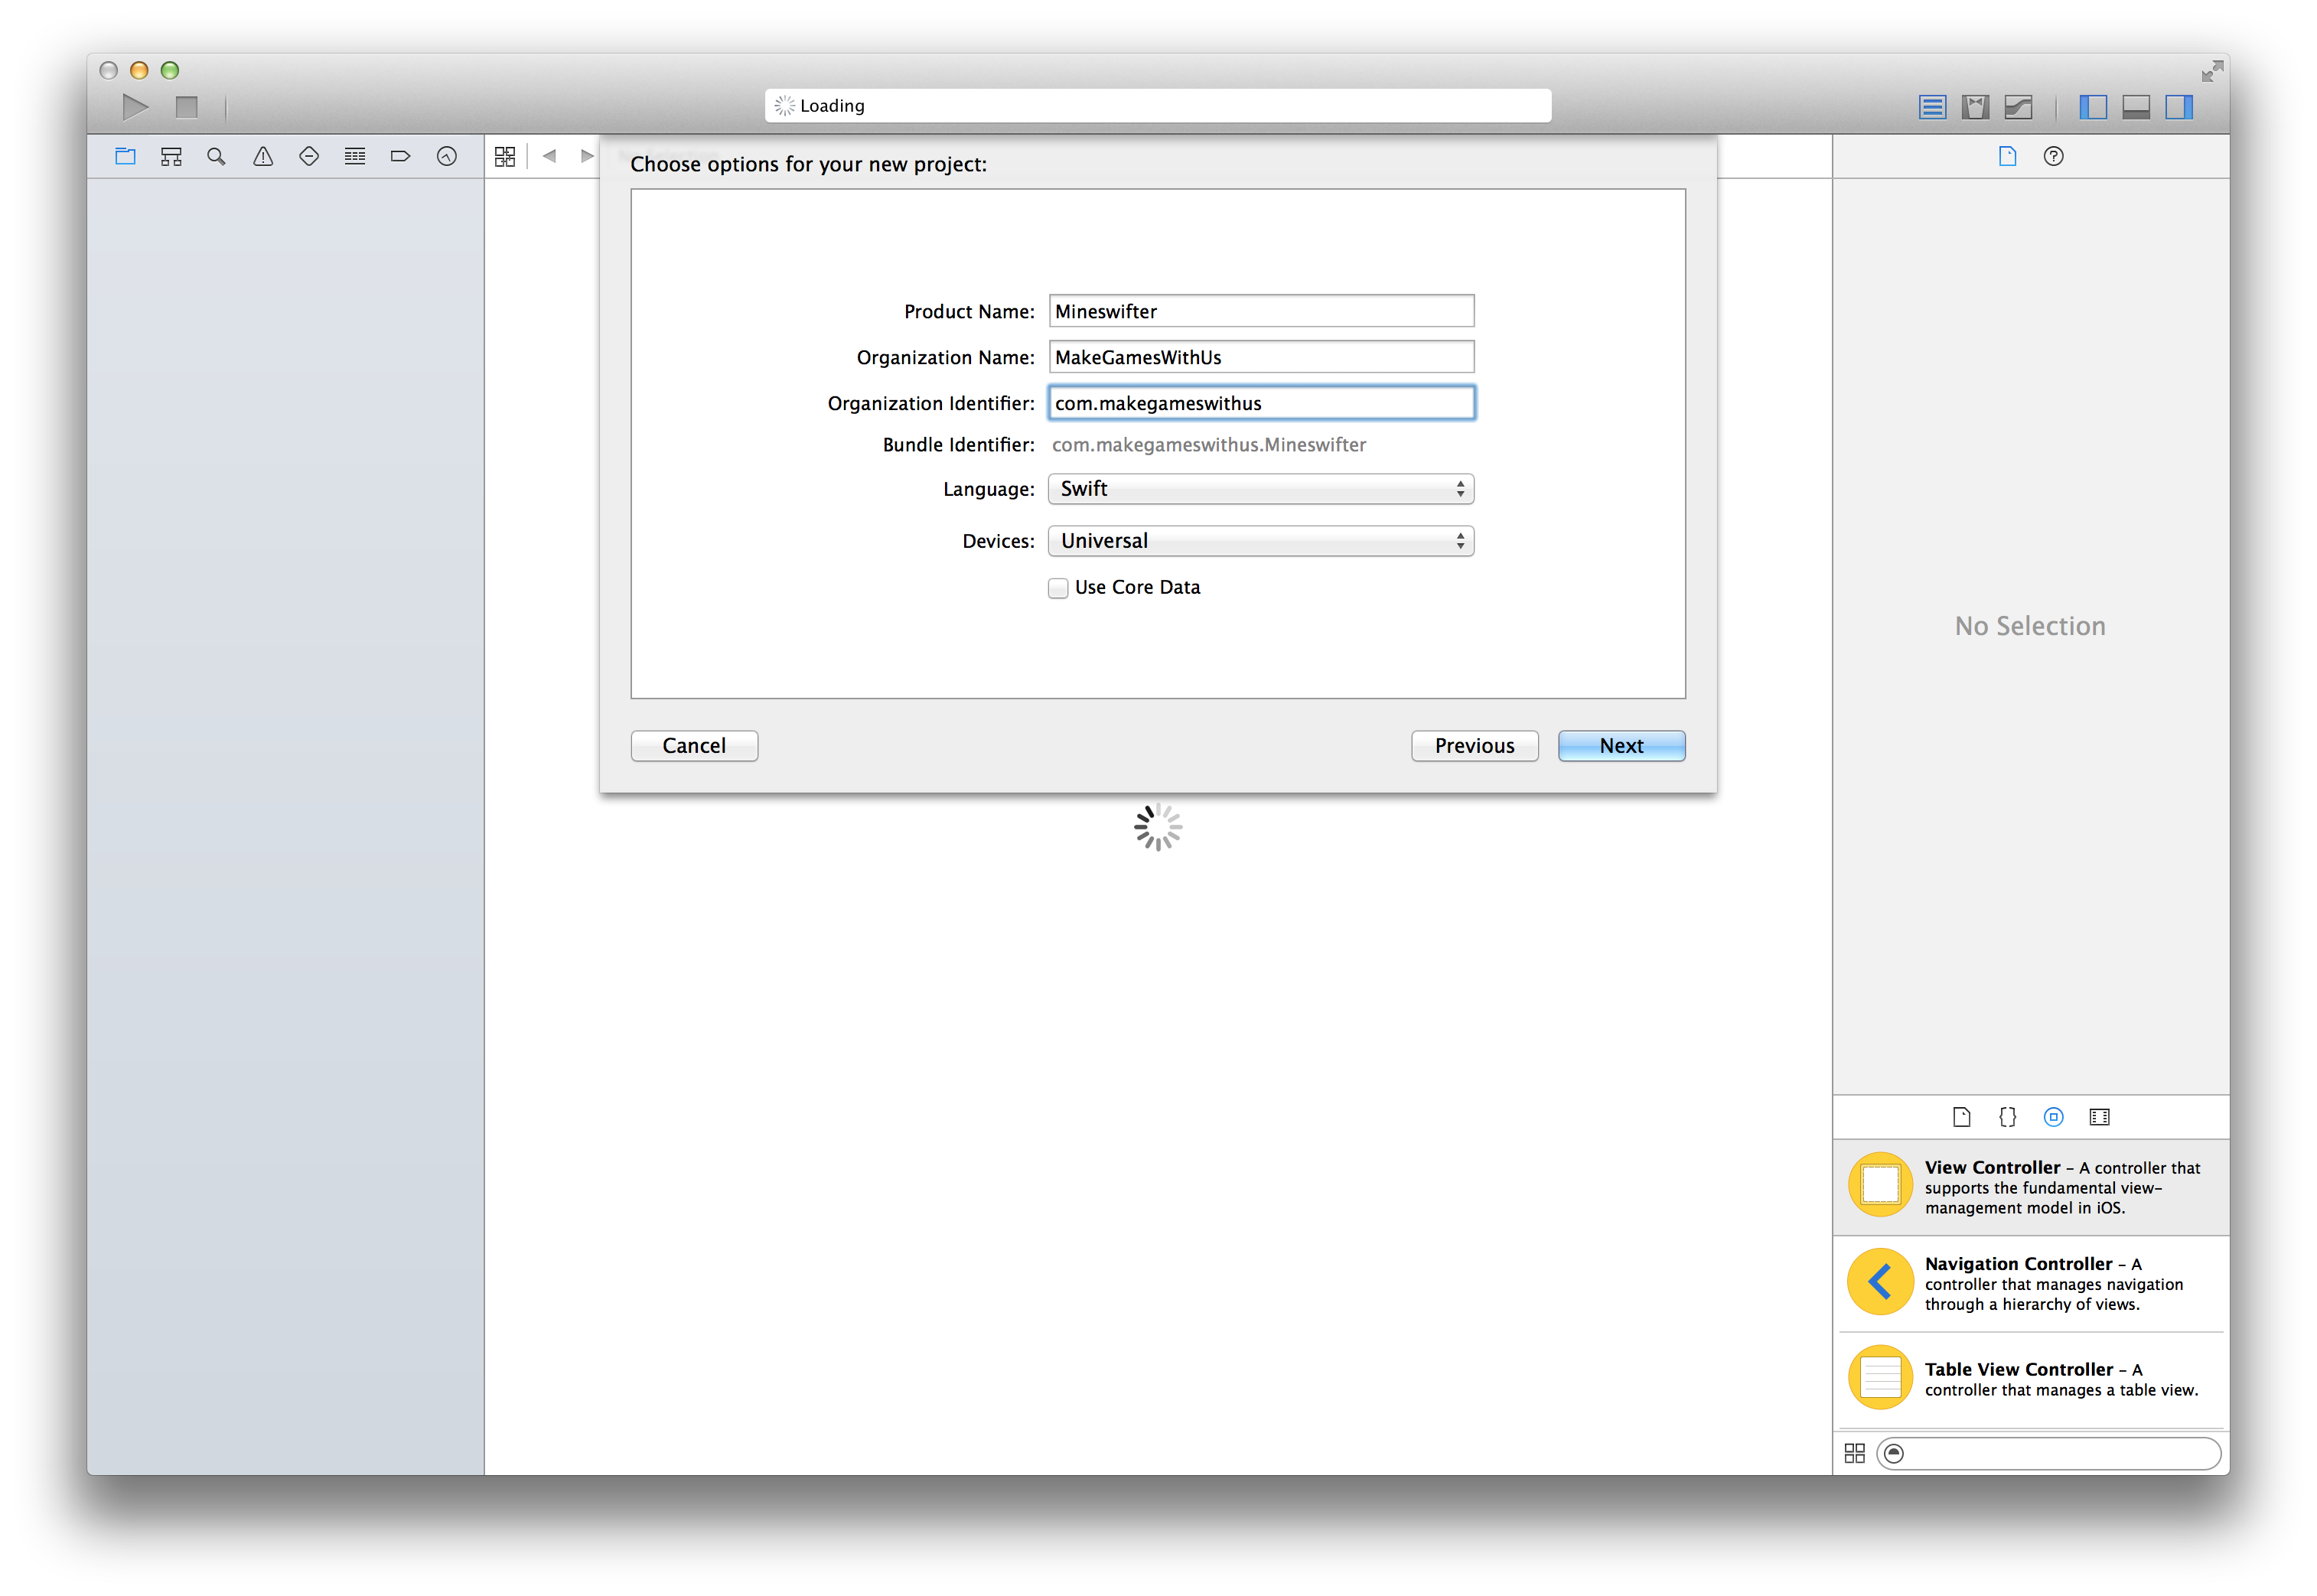 Loading
Choose options for your new project:
Product Name: Mineswifter
Organization Name: MakeGamesWithUs
Organization Identifier: com.makegameswithus
Bundle Identifier: com.makegameswithus.Mineswifter
Language: Swift
Devices: Universal
Use Core Data
Cancel
Previous
Next
No Selection
View Controller – A controller that
supports the fundamental view-
management model in iOS.
Navigation Controller – A
controller that manages navigation
through a hierarchy of views.
Table View Controller – A
controller that manages a table view.